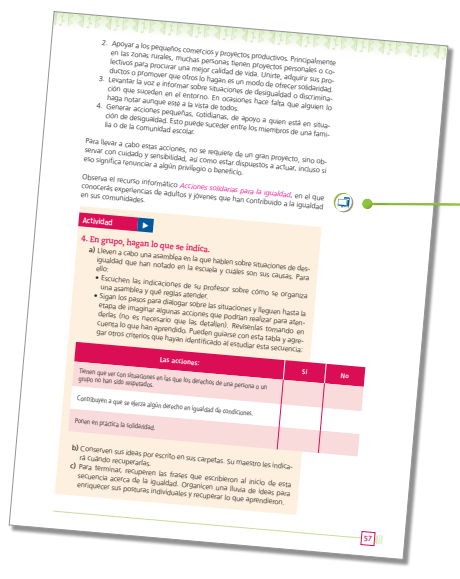 2. Apoyar a los pequeños comercios y proyectos productivos. Principalmente
en las zonas rurales, muchas personas tienen proyectos personales o co-
lectivos para procurar una mejor calidad de vida. Unirte, adquirir sus pro-
ductos o promover que otros lo hagan es un modo de ofrecer solidaridad.
3. Levantar la voz e informar sobre situaciones de desigualdad o discrimina-
ción que suceden en el entorno. En ocasiones hace falta que alguien lo
haga notar aunque esté a la vista de todos.
4. Generar acciones pequeñas, cotidianas, de apoyo a quien está en situa-
ción de desigualdad. Esto puede suceder entre los miembros de una fami-
lia o de la comunidad escolar.
Para llevar a cabo estas acciones, no se requiere de un gran proyecto, sino ob-
servar con cuidado y sensibilidad, así como estar dispuestos a actuar, incluso si
eso significa renunciar a algún privilegio o beneficio.
Observa el recurso informático Acciones solidarias para la igualdad, en el que
conocerás experiencias de adultos y jóvenes que han contribuido a la igualdad
en sus comunidades.
Actividad
4. En grupo, hagan lo que se indica.
a) Lleven a cabo una asamblea en la que hablen sobre situaciones de des-
igualdad que han notado en la escuela y cuáles son sus causas. Para
ello:
• Escuchen las indicaciones de su profesor sobre cómo se organiza
una asamblea y qué reglas atender.
• Sigan los pasos para dialogar sobre las situaciones y lleguen hasta la
etapa de imaginar algunas acciones que podrían realizar para aten-
derlas (no es necesario que las detallen). Revísenlas tomando en
cuenta lo que han aprendido. Pueden guiarse con esta tabla y agre-
gar otros criterios que hayan identificado al estudiar esta secuencia:
Las acciones: Sí No
Tienen que ver con situaciones en las que los derechos de una persona o un
grupo no han sido respetados.
Contribuyen a que se ejerza algún derecho en igualdad de condiciones.
Ponen en práctica la solidaridad.
b) Conserven sus ideas por escrito en sus carpetas. Su maestro les indica-
rá cuándo recuperarlas.
c) Para terminar, recuperen las frases que escribieron al inicio de esta
secuencia acerca de la igualdad. Organicen una lluvia de ideas para
enriquecer sus posturas individuales y recuperar lo que aprendieron.
57